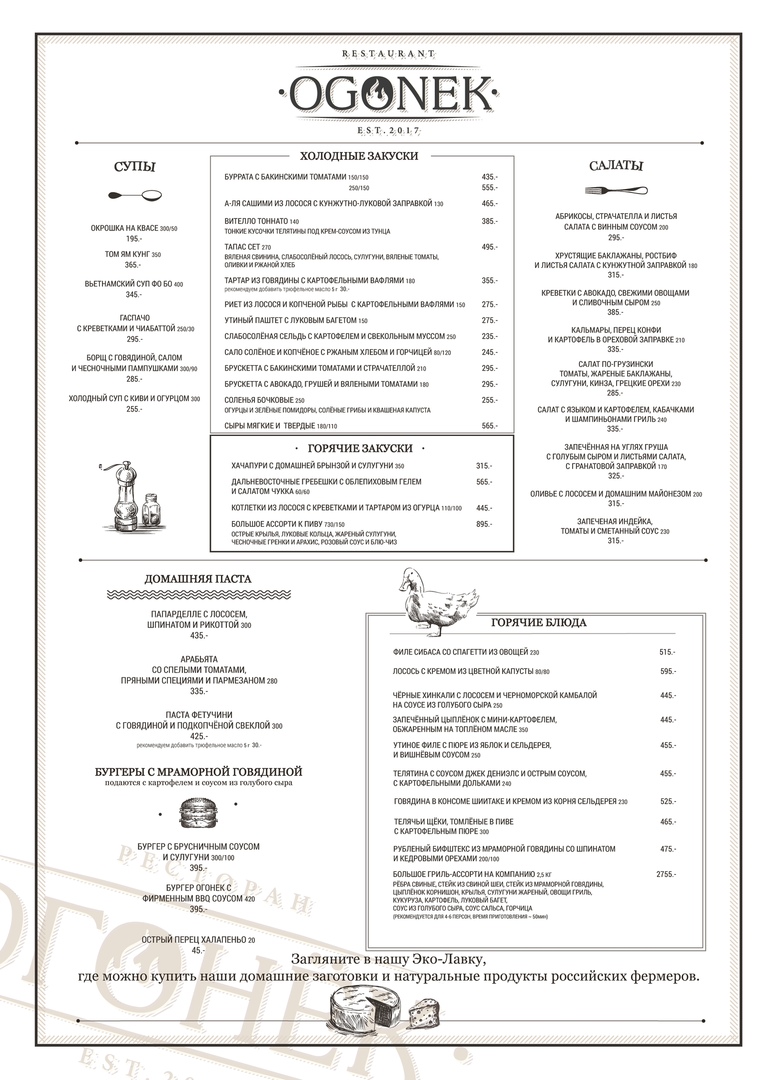 RESTAURANT
OGONEK
EST.2017
СУПЫ
ОКРОШКА НА КВАСЕ 300/50
195.-
ТОМ ЯМ КУНГ 350
365.-
ВЬЕТНАМСКИЙ СУП ФО БО 400
345.-
ГАСПАЧО
С КРЕВЕТКАМИ И ЧИАБАТТОЙ 250/30
295.-
БОРЩ С ГОВЯДИНОЙ, САЛОМ
И ЧЕСНОЧНЫМИ ПАМПУШКАМИ 300/90
285.-
ХОЛОДНЫЙ СУП С КИВИ И ОГУРЦОМ 300
255.-
ХОЛОДНЫЕ ЗАКУСКИ
БУРРАТА С БАКИНСКИМИ ТОМАТАМИ 150/150 435.-
250/150 555.-
А-ЛЯ САШИМИ ИЗ ЛОСОСЯ С КУНЖУТНО-ЛУКОВОЙ ЗАПРАВКОЙ 130 465.-
ВИТЕЛЛО ТОННАТО 140 385.-
ТОНКИЕ КУСОЧКИ ТЕЛЯТИНЫ ПОД КРЕМ-СОУСОМ ИЗ ТУНЦА
ТАПАС СЕТ 270 495.-
ВЯЛЕНАЯ СВИНИНА, СЛАБОСОЛЁНЫЙ ЛОСОСЬ, СУЛУГУНИ, ВЯЛЕНЫЕ ТОМАТЫ,
ОЛИВКИ И РЖАНОЙ ХЛЕБ
ТАРТАР ИЗ ГОВЯДИНЫ С КАРТОФЕЛЬНЫМИ ВАФЛЯМИ 180 355.-
рекомендуем добавить трюфельное масло 5 г 30.-
РИЕТ ИЗ ЛОСОСЯ И КОПЧЕНОЙ РЫБЫ С КАРТОФЕЛЬНЫМИ ВАФЛЯМИ 150 275.-
УТИНЫЙ ПАШТЕТ С ЛУКОВЫМ БАГЕТОМ 150 275.-
СЛАБОСОЛЁНАЯ СЕЛЬДЬ С КАРТОФЕЛЕМ И СВЕКОЛЬНЫМ МУССОМ 250 235.-
САЛО СОЛЁНОЕ И КОПЧЁНОЕ С РЖАНЫМ ХЛЕБОМ И ГОРЧИЦЕЙ 80/120 245.-
БРУСКЕТТА С БАКИНСКИМИ ТОМАТАМИ И СТРАЧАТЕЛЛОЙ 210 295.-
БРУСКЕТТА С АВОКАДО, ГРУШЕЙ И ВЯЛЕНЫМИ ТОМАТАМИ 180 295.-
СОЛЕНЬЯ БОЧКОВЫЕ 250 255.-
ОГУРЦЫ И ЗЕЛЁНЫЕ ПОМИДОРЫ, СОЛЁНЫЕ ГРИБЫ И КВАШЕНАЯ КАПУСТА
СЫРЫ МЯГКИЕ И ТВЕРДЫЕ 180/110 565.-
· ГОРЯЧИЕ ЗАКУСКИ ·
ХАЧАПУРИ С ДОМАШНЕЙ БРЫНЗОЙ И СУЛУГУНИ 350 315.-
ДАЛЬНЕВОСТОЧНЫЕ ГРЕБЕШКИ С ОБЛЕПИХОВЫМ ГЕЛЕМ 565.-
И САЛАТОМ ЧУККА 60/60
КОТЛЕТКИ ИЗ ЛОСОСЯ С КРЕВЕТКАМИ И ТАРТАРОМ ИЗ ОГУРЦА 110/100 445.-
БОЛЬШОЕ АССОРТИ К ПИВУ 730/150 895.-
ОСТРЫЕ КРЫЛЬЯ, ЛУКОВЫЕ КОЛЬЦА, ЖАРЕНЫЙ СУЛУГУНИ,
ЧЕСНОЧНЫЕ ГРЕНКИ И АРАХИС, РОЗОВЫЙ СОУС И БЛЮ-ЧИЗ
САЛАТЫ
АБРИКОСЫ, СТРАЧАТЕЛЛА И ЛИСТЬЯ
САЛАТА С ВИННЫМ СОУСОМ 200
295.-
ХРУСТЯЩИЕ БАКЛАЖАНЫ, РОСТБИФ
И ЛИСТЬЯ САЛАТА С КУНЖУТНОЙ ЗАПРАВКОЙ 180
315.-
КРЕВЕТКИ С АВОКАДО, СВЕЖИМИ ОВОЩАМИ
И СЛИВОЧНЫМ СЫРОМ 250
385.-
КАЛЬМАРЫ, ПЕРЕЦ КОНФИ
И КАРТОФЕЛЬ В ОРЕХОВОЙ ЗАПРАВКЕ 210
335.-
САЛАТ ПО-ГРУЗИНСКИ
ТОМАТЫ, ЖАРЕНЫЕ БАКЛАЖАНЫ,
СУЛУГУНИ, КИНЗА, ГРЕЦКИЕ ОРЕХИ 230
285.-
САЛАТ С ЯЗЫКОМ И КАРТОФЕЛЕМ, КАБАЧКАМИ
И ШАМПИНЬОНАМИ ГРИЛЬ 240
335.-
ЗАПЕЧЁННАЯ НА УГЛЯХ ГРУША
С ГОЛУБЫМ СЫРОМ И ЛИСТЬЯМИ САЛАТА,
С ГРАНАТОВОЙ ЗАПРАВКОЙ 170
325.-
ОЛИВЬЕ С ЛОСОСЕМ И ДОМАШНИМ МАЙОНЕЗОМ 200
315.-
ЗАПЕЧЕНАЯ ИНДЕЙКА,
ТОМАТЫ И СМЕТАННЫЙ СОУС 230
315.-
ДОМАШНЯЯ ПАСТА
ПАПАРДЕЛЛЕ С ЛОСОСЕМ,
ШПИНАТОМ И РИКОТТОЙ 300
435.-
АРАБЬЯТА
СО СПЕЛЫМИ ТОМАТАМИ,
ПРЯНЫМИ СПЕЦИЯМИ И ПАРМЕЗАНОМ 280
335.-
ПАСТА ФЕТУЧИНИ
С ГОВЯДИНОЙ И ПОДКОПЧЁНОЙ СВЕКЛОЙ 300
425.-
рекомендуем добавить трюфельное масло 5 г 30.-
БУРГЕРЫ С МРАМОРНОЙ ГОВЯДИНОЙ
подаются с картофелем и соусом из голубого сыра
БУРГЕР С БРУСНИЧНЫМ СОУСОМ
И СУЛУГУНИ 300/100
395.-
БУРГЕР ОГОНЕК С
ФИРМЕННЫМ BBQ СОУСОМ 420
395.-
ОСТРЫЙ ПЕРЕЦ ХАЛАПЕНЬО 20
45.-
ГОРЯЧИЕ БЛЮДА
ФИЛЕ СИБАСА СО СПАГЕТТИ ИЗ ОВОЩЕЙ 230 515.-
ЛОСОСЬ С КРЕМОМ ИЗ ЦВЕТНОЙ КАПУСТЫ 80/80 595.-
ЧЁРНЫЕ ХИНКАЛИ С ЛОСОСЕМ И ЧЕРНОМОРСКОЙ КАМБАЛОЙ 445.-
НА СОУСЕ ИЗ ГОЛУБОГО СЫРА 250
ЗАПЕЧЁННЫЙ ЦЫПЛЁНОК С МИНИ-КАРТОФЕЛЕМ, 445.-
ОБЖАРЕННЫМ НА ТОПЛЁНОМ МАСЛЕ 350
УТИНОЕ ФИЛЕ С ПЮРЕ ИЗ ЯБЛОК И СЕЛЬДЕРЕЯ, 455.-
И ВИШНЁВЫМ СОУСОМ 250
ТЕЛЯТИНА С СОУСОМ ДЖЕК ДЕНИЭЛС И ОСТРЫМ СОУСОМ, 455.-
С КАРТОФЕЛЬНЫМИ ДОЛЬКАМИ 240
ГОВЯДИНА В КОНСОМЕ ШИИТАКЕ И КРЕМОМ ИЗ КОРНЯ СЕЛЬДЕРЕЯ 230 525.-
ТЕЛЯЧЬИ ЩЁКИ, ТОМЛЁНЫЕ В ПИВЕ 465.-
С КАРТОФЕЛЬНЫМ ПЮРЕ 300
РУБЛЕНЫЙ БИФШТЕКС ИЗ МРАМОРНОЙ ГОВЯДИНЫ СО ШПИНАТОМ 475.-
И КЕДРОВЫМИ ОРЕХАМИ 200/100
БОЛЬШОЕ ГРИЛЬ-АССОРТИ НА КОМПАНИЮ 2,5 КГ 2755.-
РЁБРА СВИНЫЕ, СТЕЙК ИЗ СВИНОЙ ШЕИ, СТЕЙК ИЗ МРАМОРНОЙ ГОВЯДИНЫ,
ЦЫПЛЁНОК КОРНИШОН, КРЫЛЬЯ, СУЛУГУНИ ЖАРЕНЫЙ, ОВОЩИ ГРИЛЬ,
КУКУРУЗА, КАРТОФЕЛЬ, ЛУКОВЫЙ БАГЕТ,
СОУС ИЗ ГОЛУБОГО СЫРА, СОУС САЛЬСА, ГОРЧИЦА
(РЕКОМЕНДУЕТСЯ ДЛЯ 4-6 ПЕРСОН, ВРЕМЯ ПРИГОТОВЛЕНИЯ ~ 50мин)
РЕСТОРАН
ОГОНЕК
EST. 2
Загляните в нашу Эко-Лавку,
где можно купить наши домашние заготовки и натуральные продукты российских фермеров.